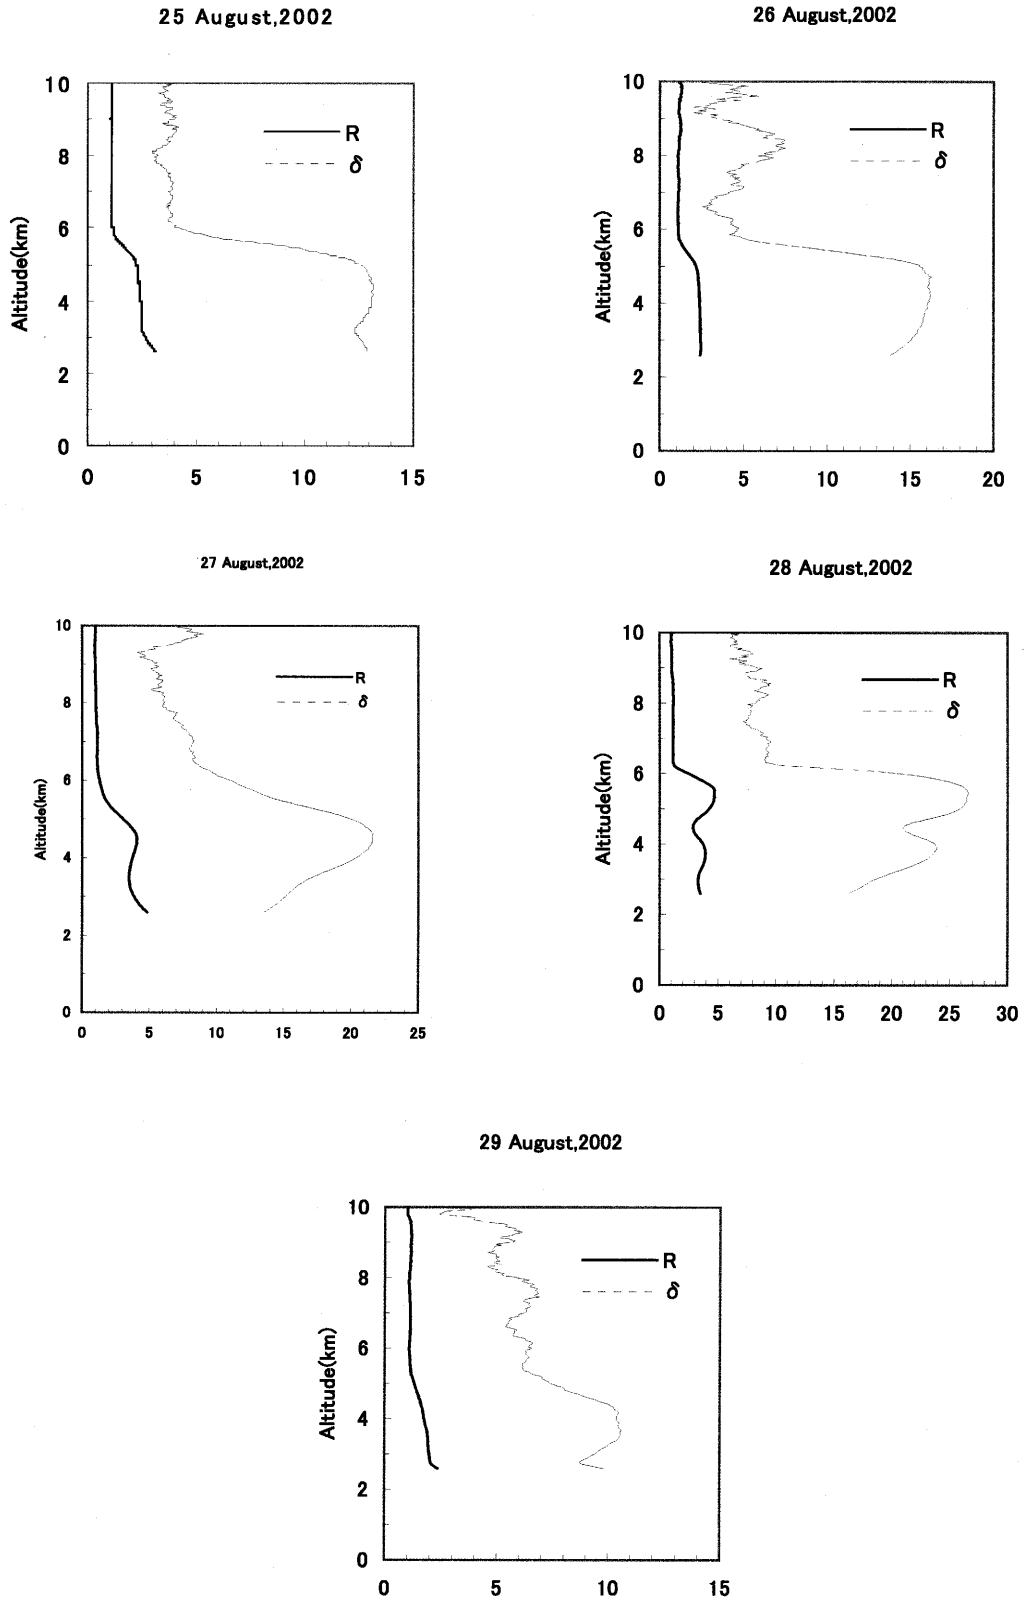 25 August,2002
10
8
6
4
2
0
Altitude(km)
R
δ
0 5 10 15
26 August,2002
10
8
6
4
2
0
Altitude(km)
R
δ
0 5 10 15 20
27 August,2002
10
8
6
4
2
0
Altitude(km)
R
δ
0 5 10 15 20 25
28 August,2002
10
8
6
4
2
0
Altitude(km)
R
δ
0 5 10 15 20 25 30
29 August,2002
10
8
6
4
2
0
Altitude(km)
R
δ
0 5 10 15